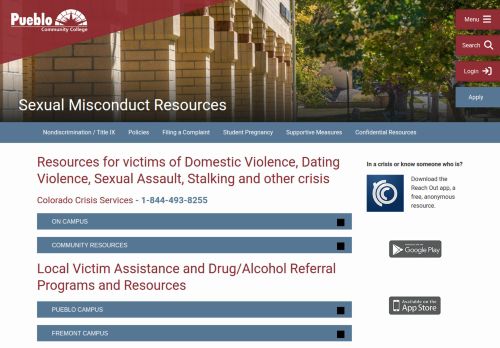 Pueblo
Community College
Menu
Search
Login
Apply
Sexual Misconduct Resources
Nondiscrimination / Title IX Policies Filing a Complaint Student Pregnancy Supportive Measures Confidential Resources
Resources for victims of Domestic Violence, Dating
Violence, Sexual Assault, Stalking and other crisis
Colorado Crisis Services - 1-844-493-8255
ON CAMPUS
COMMUNITY RESOURCES
Local Victim Assistance and Drug/Alcohol Referral
Programs and Resources
PUEBLO CAMPUS
FREMONT CAMPUS
In a crisis or know someone who is?
Download the
Reach Out app, a
free, anonymous
resource.
Google Play
Available on the
App Store